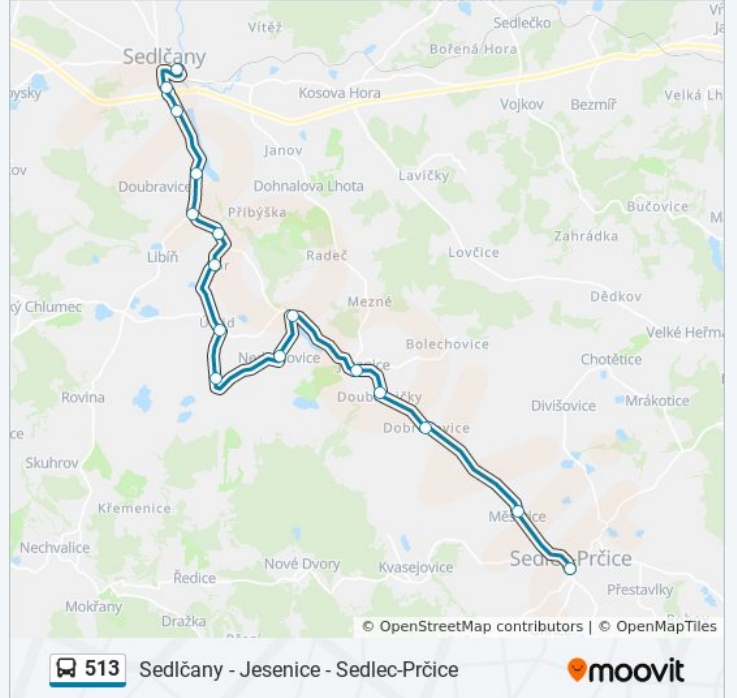 Vítěž
Sedlečko
Sedlčany
Bořená Hora
Kosova Hora
Vojkov
Bezmíř
Velká Lh
Janov
Lavičky
Doubravice
Dohnalova Lhota
Příbýška
Bučovice
Zahrádka
Libíň
Radeč
Lovčice
Dědkov
ký Chlumec
Mezné
Velké Heřma
Bolechovice
Chotětice
Rovina
Mrákotice
Divišovice
Skuhrov
Křemenice
Sedlec-Prčice
Nechvalice
Nové Dvory
Kvasejovice
Ředice
Přestavlky
Mokřany
Dražka
© OpenStreetMap contributors | © OpenMapTiles
513 Sedlčany - Jesenice - Sedlec-Prčice
moovit